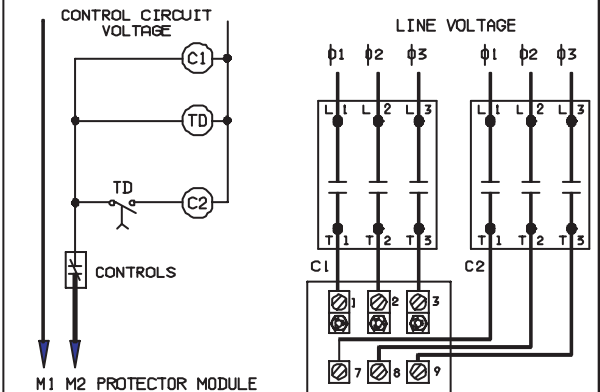 CONTROL CIRCUIT
VOLTAGE
C1
TD
TD
C2
CONTROLS
M1 M2 PROTECTOR MODULE
LINE VOLTAGE
Φ1 Φ2 Φ3 Φ1 Φ2 Φ3
L1 L2 L3 L1 L2 L3
T1 T2 T3 T1 T2 T3
C1 C2
1 2 3
7 8 9